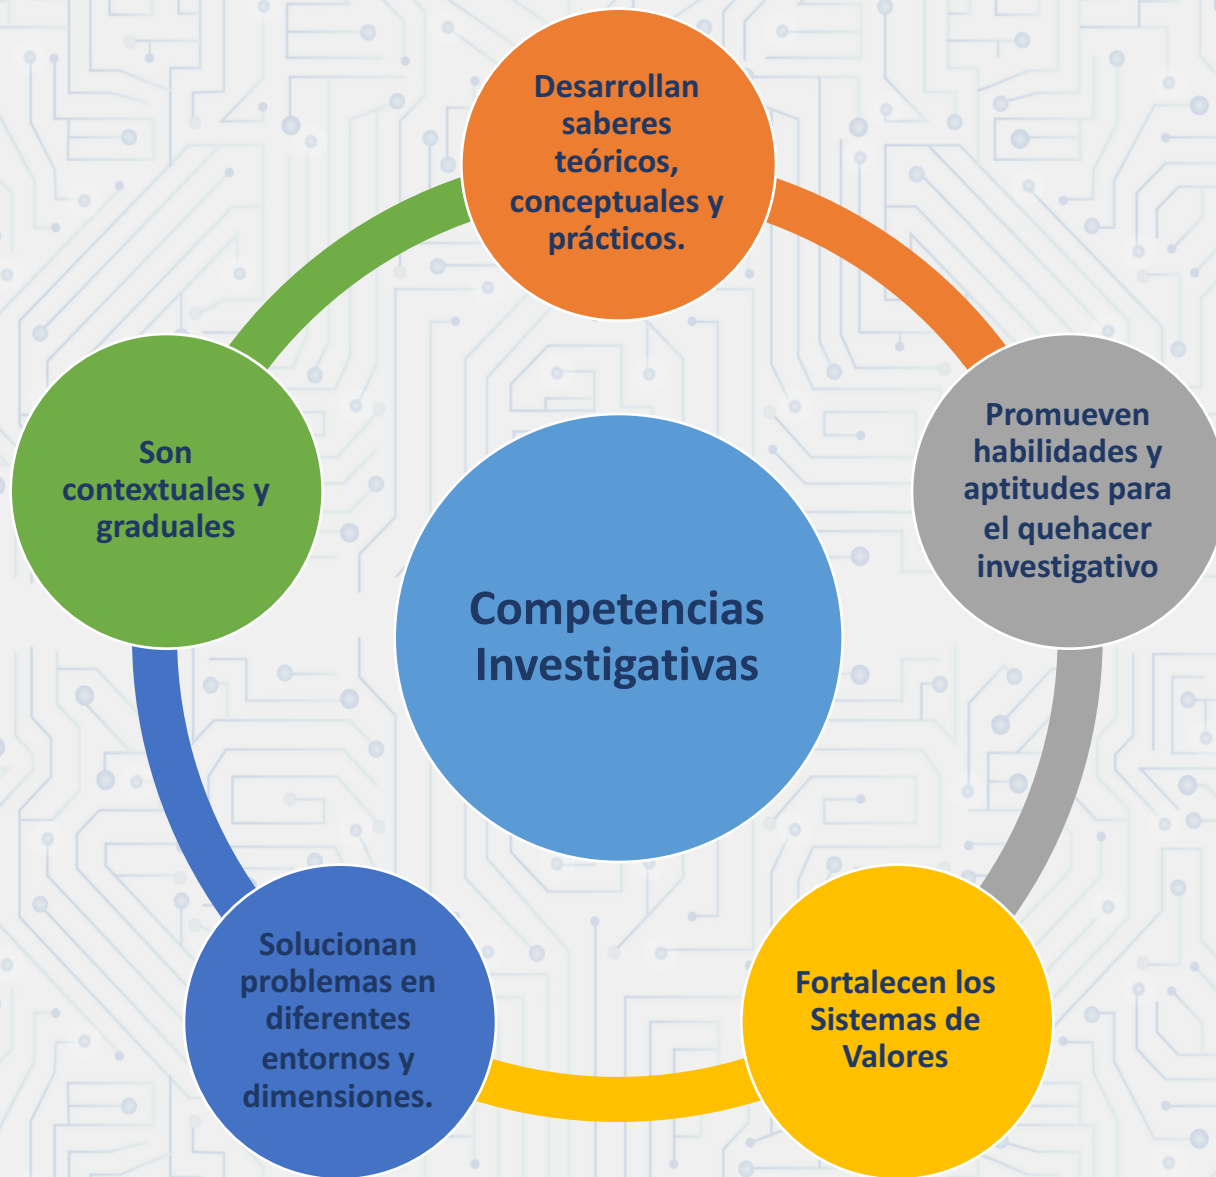 Desarrollan
saberes
teóricos,
conceptuales y
prácticos.
Promueven
habilidades y
aptitudes para
el quehacer
investigativo
Fortalecen los
Sistemas de
Valores
Solucionan
problemas en
diferentes
entornos y
dimensiones.
Son
contextuales y
graduales
Competencias
Investigativas